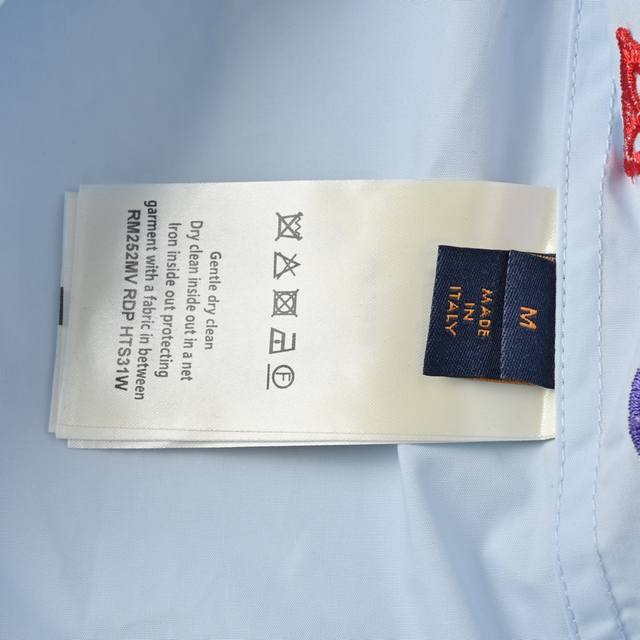 M
MADE
IN
ITALY
Gentle dry clean
Dry clean inside out in a net
Iron inside out protecting
garment with a fabric in between
RM252MV RDP HTS31W